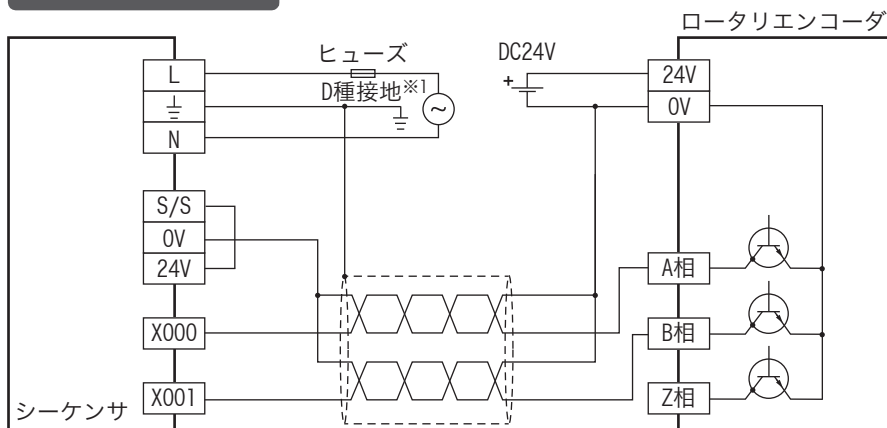 ロータリエンコーダ
ヒューズ
DC24V
L
24V
D種接地※1
+
0V
N
~
S/S
0V
24V
A相
X000
B相
X001
Z相
シーケンサ